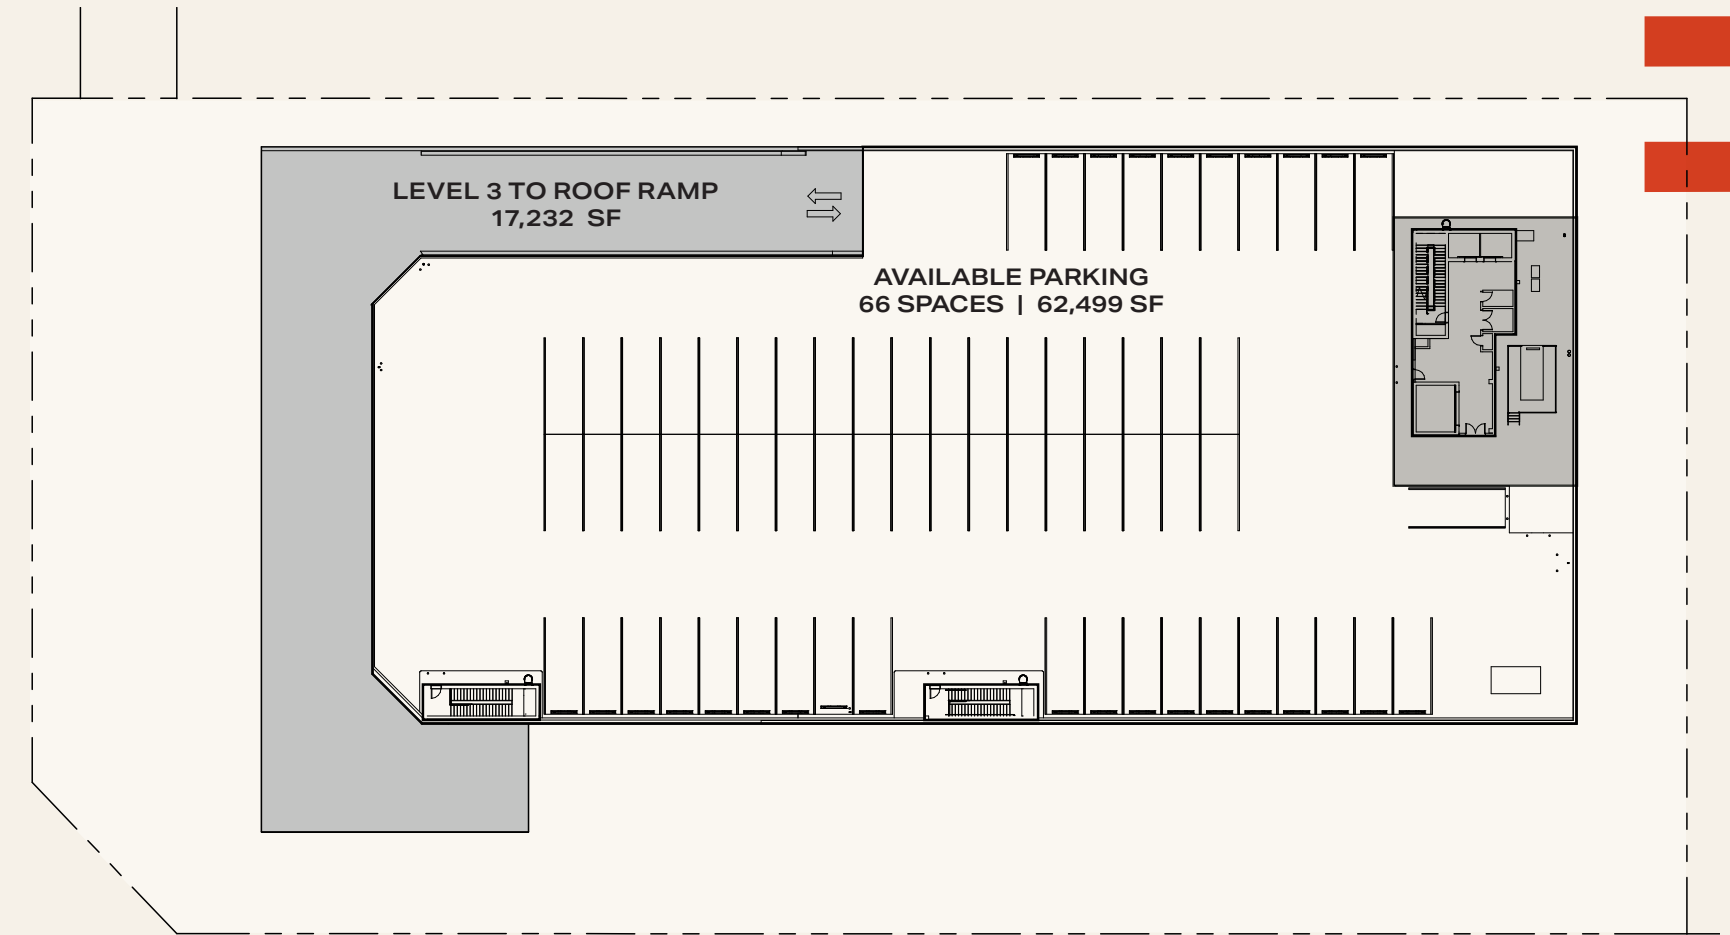 LEVEL 3 TO ROOF RAMP
17,232 SF
AVAILABLE PARKING
66 SPACES | 62,499 SF